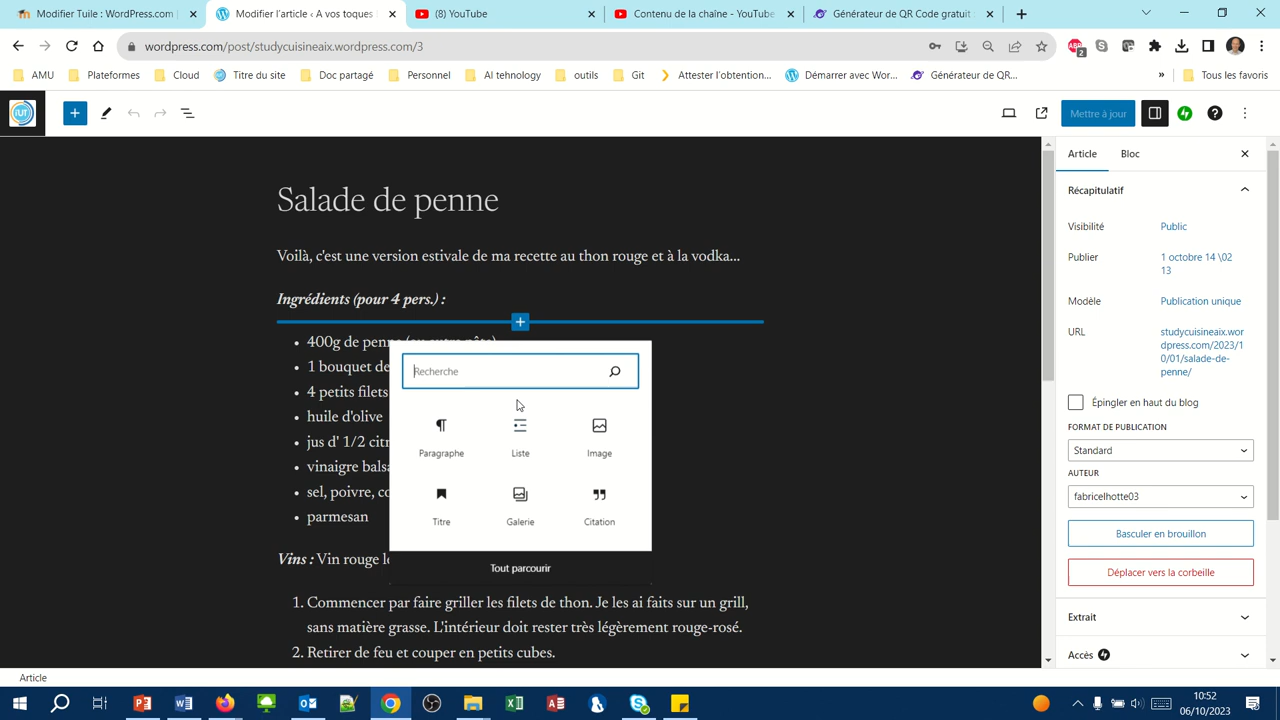 Modifier Tuile : WordPress.com
Modifier l'article « A vos toques
(8) YouTube
Contenu de la chaîne - YouTube
Générateur de QR Code gratuit :
wordpress.com/post/studycuisineaix.wordpress.com/3
2
AMU
Plateformes
Cloud
Titre du site
Doc partagé
Personnel
AI tehnology
outils
Git
Attester l'obtention...
Démarrer avec Wor...
Générateur de QR...
»
Tous les favoris
IUT
Mettre à jour
Article
Bloc
Récapitulatif
Visibilité
Public
Publier
1 octobre 14 \02
13
Modèle
Publication unique
URL
studycuisineaix.wor
dpress.com/2023/1
0/01/salade-de-
penne/
Épingler en haut du blog
FORMAT DE PUBLICATION
Standard
AUTEUR
fabricelhotte03
Basculer en brouillon
Déplacer vers la corbeille
Extrait
Accès
Salade de penne
Voilà, c'est une version estivale de ma recette au thon rouge et à la vodka...
Ingrédients (pour 4 pers.) :
400g de penne (ou autre pâte)
1 bouquet de
4 petits filets
huile d'olive
jus d' 1/2 citr
vinaigre balsa
sel, poivre, co
parmesan
Recherche
Paragraphe
Liste
Image
Titre
Galerie
Citation
Tout parcourir
Vins : Vin rouge lé
1. Commencer par faire griller les filets de thon. Je les ai faits sur un grill,
sans matière grasse. L'intérieur doit rester très légèrement rouge-rosé.
2. Retirer de feu et couper en petits cubes.
Article
10:52
06/10/2023